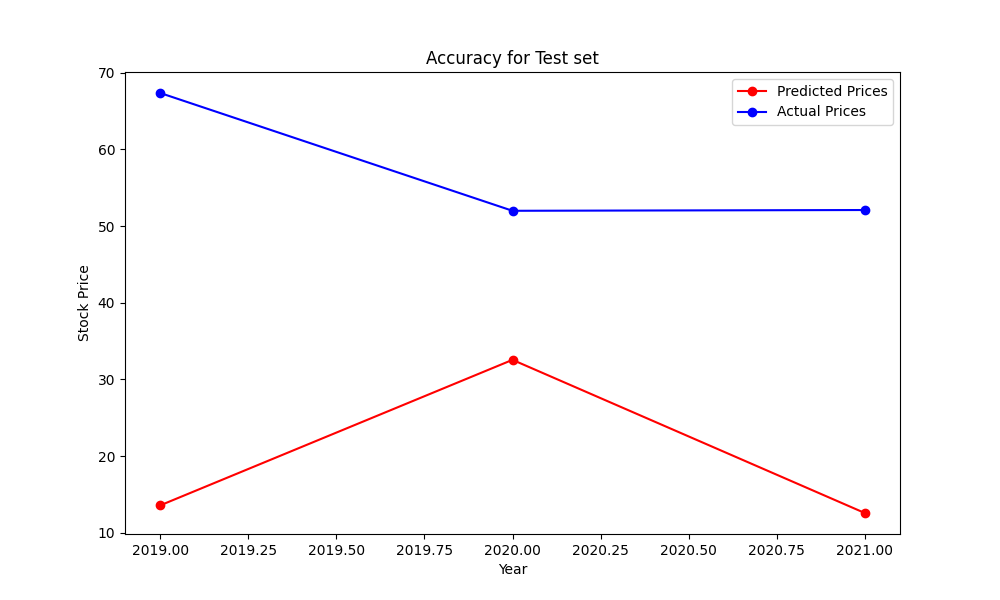 Accuracy for Test set
Predicted Prices
Actual Prices
70
60
50
40
30
20
10
Stock Price
2019.00 2019.25 2019.50 2019.75 2020.00 2020.25 2020.50 2020.75 2021.00
Year